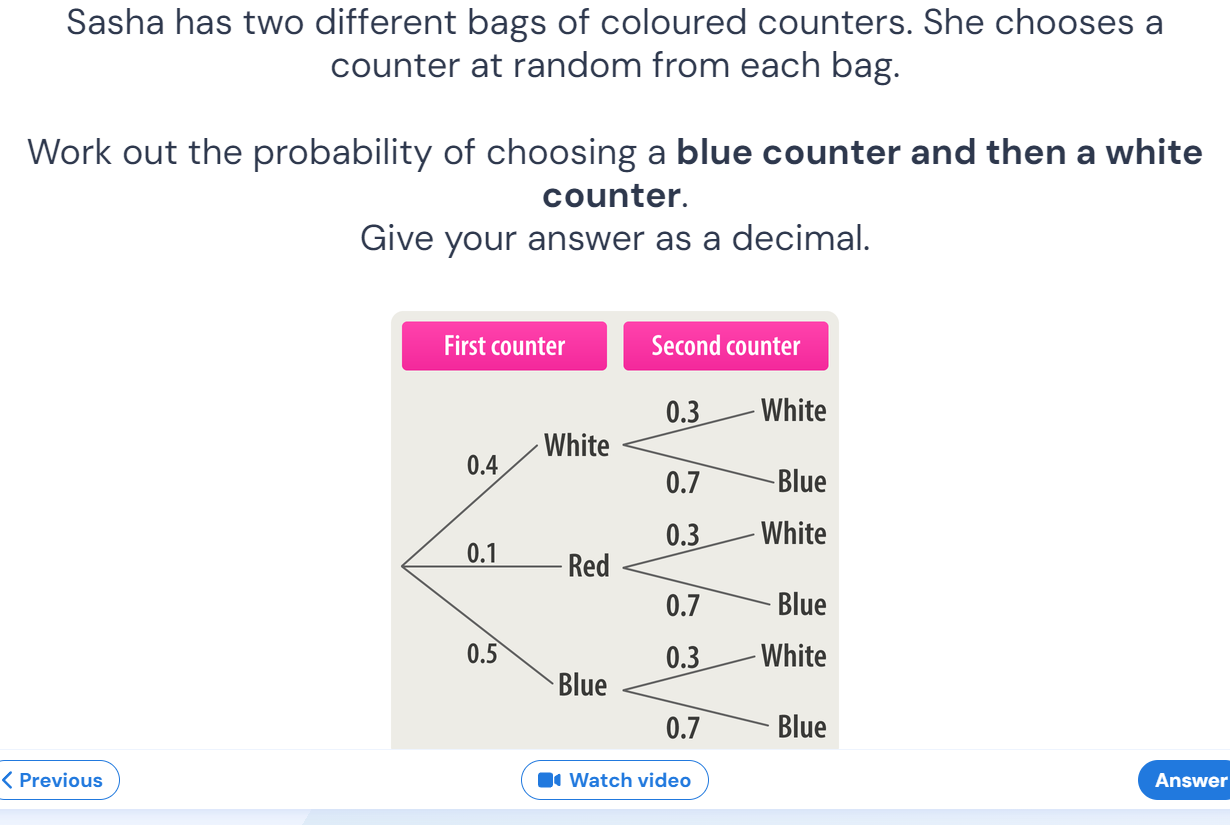 Sasha has two different bags of coloured counters. She chooses a
counter at random from each bag.
Work out the probability of choosing a blue counter and then a white
counter.
Give your answer as a decimal.
First counter Second counter
0.3 White
White
0.4
0.7 Blue
0.3 White
0.1
Red
0.7 Blue
0.5
0.3 White
Blue
0.7 Blue
Previous
Watch video
Answer